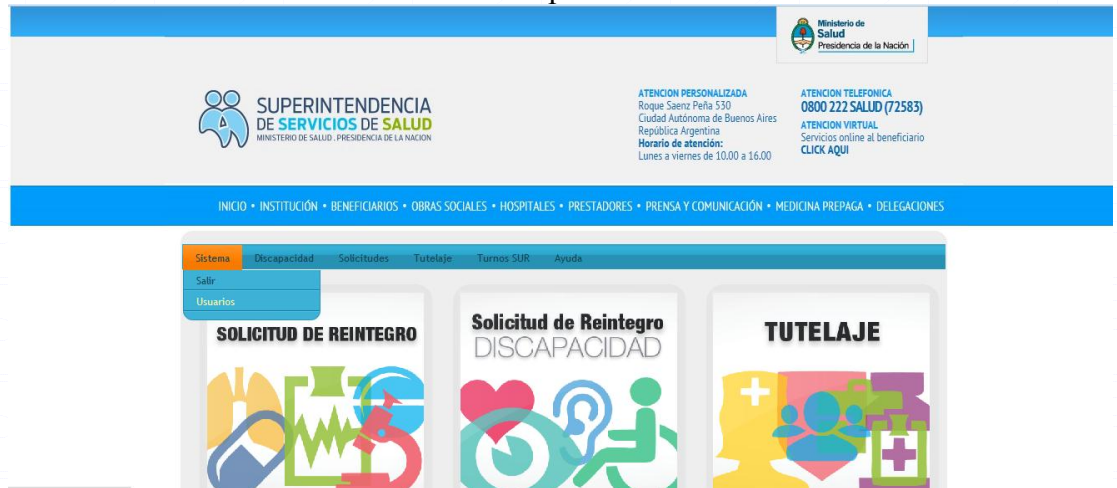 Ministerio de
Salud
Presidencia de la Nación
SUPERINTENDENCIA
DE SERVICIOS DE SALUD
MINISTERIO DE SALUD . PRESIDENCIA DE LA NACION
ATENCION PERSONALIZADA
Roque Saenz Peña 530
Ciudad Autónoma de Buenos Aires
República Argentina
Horario de atención:
Lunes a viernes de 10.00 a 16.00
ATENCION TELEFONICA
0800 222 SALUD (72583)
ATENCION VIRTUAL
Servicios online al beneficiario
CLICK AQUI
INICIO • INSTITUCIÓN • BENEFICIARIOS • OBRAS SOCIALES • HOSPITALES • PRESTADORES • PRENSA Y COMUNICACIÓN • MEDICINA PREPAGA • DELEGACIONES
Sistema Discapacidad Solicitudes Tutelaje Turnos SUR Ayuda
Salir
Usuarios
SOLICITUD DE REINTEGRO
Solicitud de Reintegro
DISCAPACIDAD
TUTELAJE